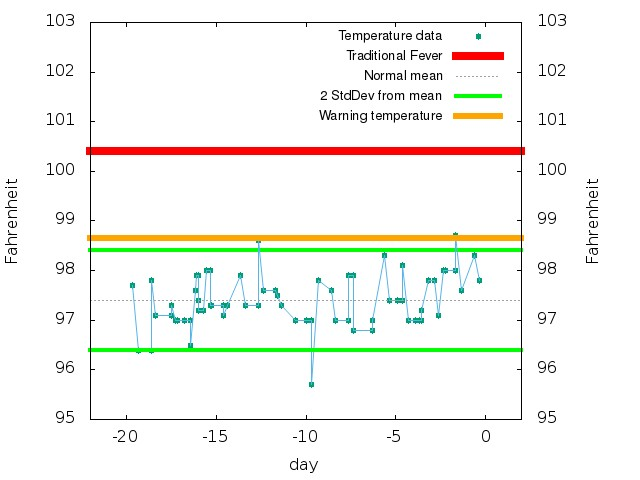 103 103
Temperature data
Traditional Fever
102 102
Normal mean
2 StdDev from mean
Warning temperature
101 101
100 100
Fahrenheit Fahrenheit
99 99
98 98
97 97
96 96
95 95
-20 -15 -10 -5 0
day